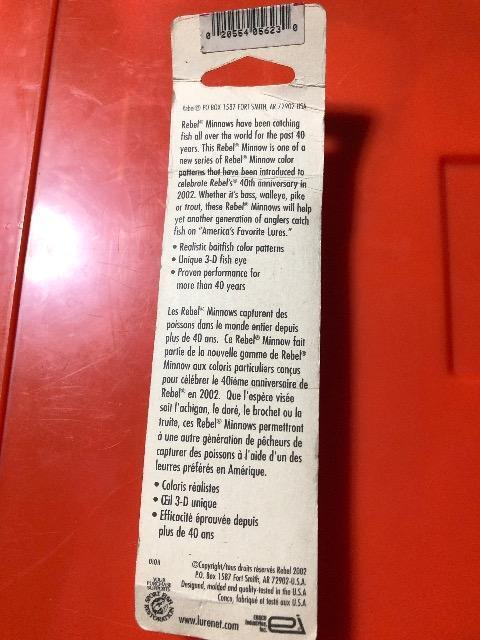 0 20554 05623 0
Rebel® PO BOX 1587 FORT SMITH, AR 72902 USA
Rebel® Minnows have been catching
fish all over the world for the past 40
years. This Rebel® Minnow is one of a
new series of Rebel® Minnow color
patterns that have been introduced to
celebrate Rebel's® 40th anniversary in
2002. Whether it's bass, walleye, pike
or trout, these Rebel® Minnows will help
yet another generation of anglers catch
fish on "America's Favorite Lures."
• Realistic baitfish color patterns
• Unique 3-D fish eye
• Proven performance for
more than 40 years
Les Rebel® Minnows capturent des
poissons dans le monde entier depuis
plus de 40 ans. Ce Rebel® Minnow fait
partie de la nouvelle gamme de Rebel®
Minnow aux coloris particuliers conçus
pour célébrer le 40ième anniversaire de
Rebel® en 2002. Que l'espèce visée
soit l'achigan, le doré, le brochet ou la
truite, ces Rebel® Minnows permettront
à une autre génération de pêcheurs de
capturer des poissons à l'aide d'un des
leurres préférés en Amérique.
• Coloris réalistes
• Œil 3-D unique
• Efficacité éprouvée depuis
plus de 40 ans
©Copyright/tous droits réservés Rebel 2002
P.O. Box 1587 Fort Smith, AR 72902-U.S.A.
Designed, molded and quality-tested in the U.S.A
Conçu, fabriqué et testé aux U.S.A.
YOUR
PURCHASE
SUPPORTS
SPORT FISH
RESTORATION
www.lurenet.com
EBSCO
Industries,
Inc.